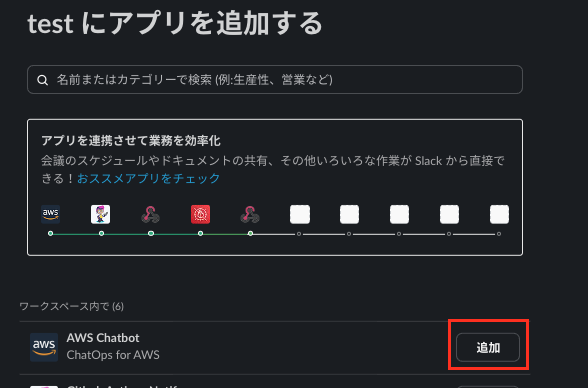 test にアプリを追加する
名前またはカテゴリーで検索 (例:生産性、営業など)
アプリを連携させて業務を効率化
会議のスケジュールやドキュメントの共有、その他いろいろな作業が Slack から直接で
きる！おススメアプリをチェック
aws
ワークスペース内で (6)
aws
AWS Chatbot
ChatOps for AWS
追加